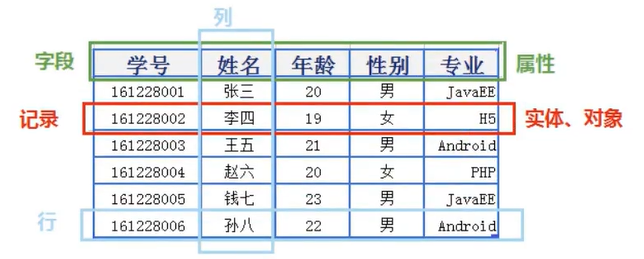 列
字段 学号 姓名 年龄 性别 专业 属性
161228001 张三 20 男 JavaEE
记录 161228002 李四 19 女 H5 实体、对象
161228003 王五 21 男 Android
161228004 赵六 20 女 PHP
161228005 钱七 23 男 JavaEE
行 161228006 孙八 22 男 Android